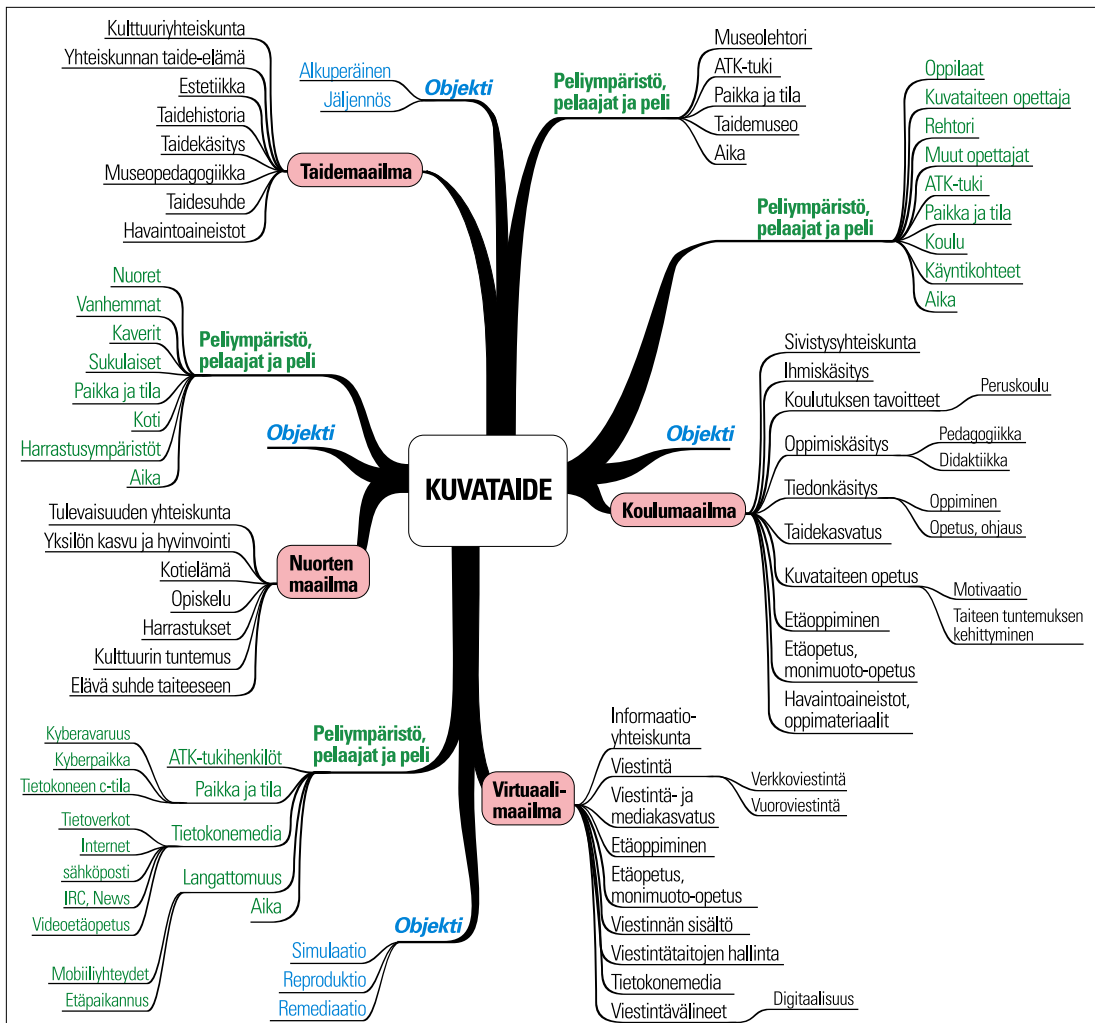 Kulttuuriyhteiskunta
Yhteiskunnan taide-elämä
Estetiikka
Taidehistoria
Taidekäsitys
Museopedagogiikka
Taidesuhde
Havaintoaineistot
Taidemaailma
Alkuperäinen
Jäljennös
Objekti
Peliympäristö,
pelaajat ja peli
Museolehtori
ATK-tuki
Paikka ja tila
Taidemuseo
Aika
Peliympäristö,
pelaajat ja peli
Oppilaat
Kuvataiteen opettaja
Rehtori
Muut opettajat
ATK-tuki
Paikka ja tila
Koulu
Käyntikohteet
Aika
Nuoret
Vanhemmat
Kaverit
Sukulaiset
Paikka ja tila
Koti
Harrastusympäristöt
Aika
Peliympäristö,
pelaajat ja peli
Objekti
KUVATAIDE
Objekti
Koulumaailma
Sivistysyhteiskunta
Ihmiskäsitys
Koulutuksen tavoitteet
Peruskoulu
Oppimiskäsitys
Pedagogiikka
Didaktiikka
Tiedonkäsitys
Oppiminen
Opetus, ohjaus
Taidekasvatus
Kuvataiteen opetus
Motivaatio
Taiteen tuntemuksen
kehittyminen
Etäoppiminen
Etäopetus,
monimuoto-opetus
Havaintoaineistot,
oppimateriaalit
Tulevaisuuden yhteiskunta
Yksilön kasvu ja hyvinvointi
Kotielämä
Opiskelu
Harrastukset
Kulttuurin tuntemus
Elävä suhde taiteeseen
Nuorten
maailma
Peliympäristö,
pelaajat ja peli
ATK-tukihenkilöt
Paikka ja tila
Kyberavaruus
Kyberpaikka
Tietokoneen c-tila
Tietokonemedia
Tietoverkot
Internet
sähköposti
IRC, News
Videoetäopetus
Langattomuus
Mobiiliyhteydet
Etäpaikannus
Aika
Objekti
Simulaatio
Reproduktio
Remediaatio
Virtuaali-
maailma
Informaatio-
yhteiskunta
Viestintä
Verkkoviestintä
Vuoroviestintä
Viestintä- ja
mediakasvatus
Etäoppiminen
Etäopetus,
monimuoto-opetus
Viestinnän sisältö
Viestintätaitojen hallinta
Tietokonemedia
Viestintävälineet
Digitaalisuus